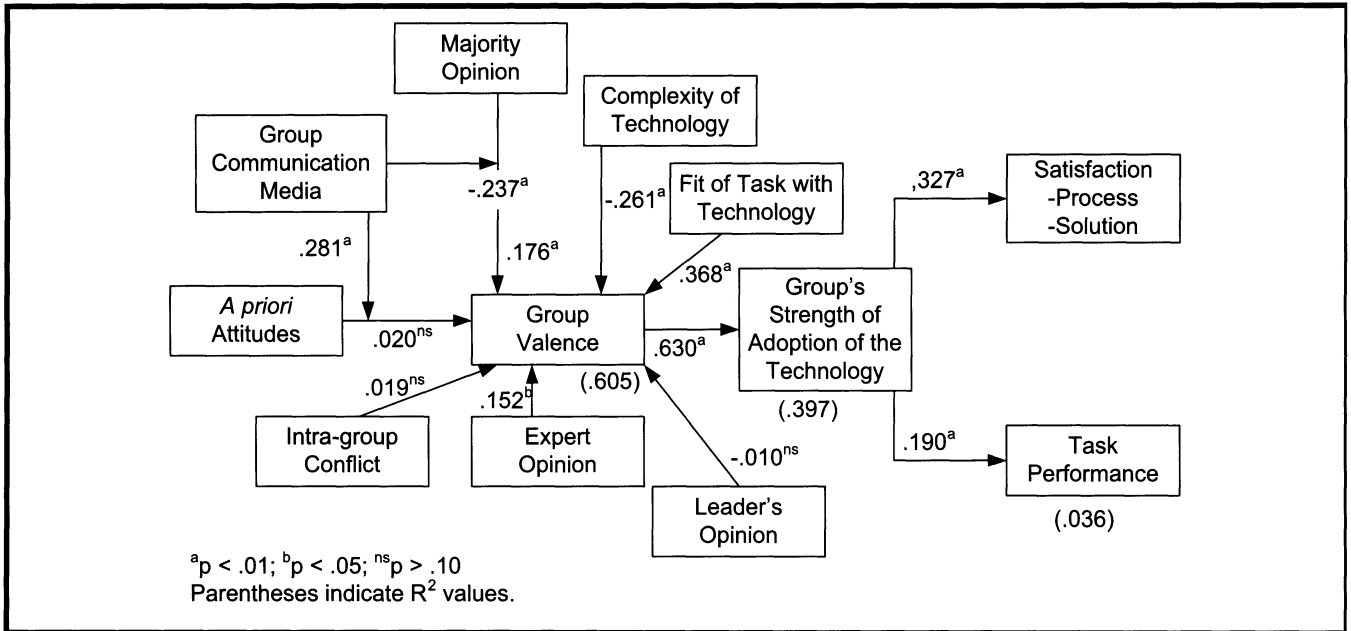 Majority
Opinion
Complexity of
Technology
Group
Communication
Media
-.237ᵃ
-.261ᵃ
Fit of Task with
Technology
,327ᵃ
Satisfaction
-Process
-Solution
.281ᵃ
.176ᵃ
.368ᵃ
A priori
Attitudes
.020ⁿˢ
Group
Valence
(.605)
.630ᵃ
Group's
Strength of
Adoption of the
Technology
(.397)
.019ⁿˢ
.152ᵇ
Intra-group
Conflict
Expert
Opinion
-.010ⁿˢ
Leader's
Opinion
.190ᵃ
Task
Performance
(.036)
ᵃp < .01; ᵇp < .05; ⁿˢp > .10
Parentheses indicate R² values.